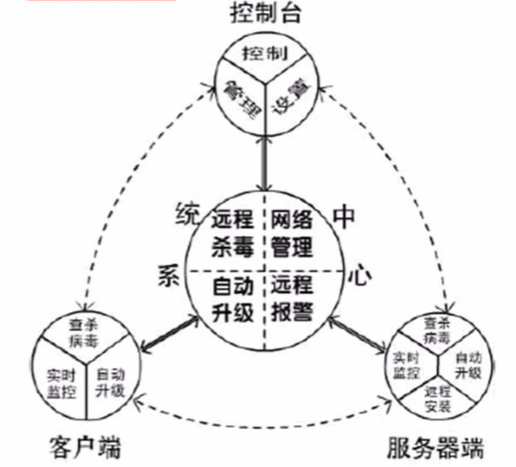 控制台
控制
管理
设置
系统中心
远程
杀毒
网络
管理
自动
升级
远程
报警
查杀
病毒
实时
监控
自动
升级
客户端
查杀
病毒
实时
监控
自动
升级
远程
安装
服务器端